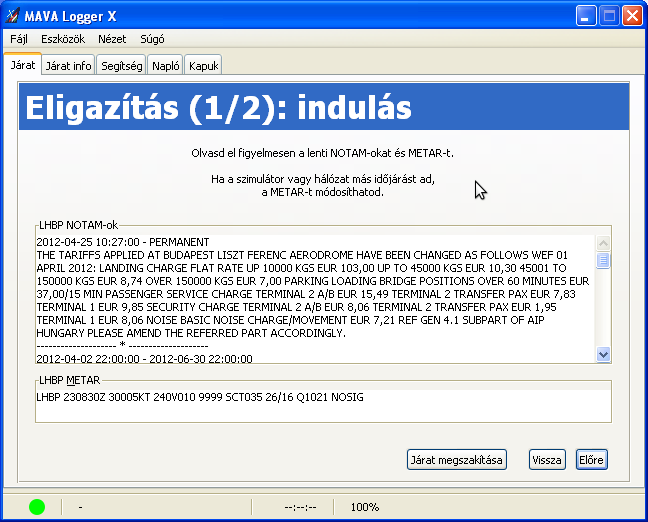 MAVA Logger X
Fájl Eszközök Nézet Súgó
Járat Járat info Segítség Napló Kapuk
Eligazítás (1/2): indulás
Olvasd el figyelmesen a lenti NOTAM-okat és METAR-t.
Ha a szimulátor vagy hálózat más időjárást ad,
a METAR-t módosíthatod.
LHBP NOTAM-ok
2012-04-25 10:27:00 - PERMANENT
THE TARIFFS APPLIED AT BUDAPEST LISZT FERENC AERODROME HAVE BEEN CHANGED AS FOLLOWS WEF 01
APRIL 2012: LANDING CHARGE FLAT RATE UP 10000 KGS EUR 103,00 UP TO 45000 KGS EUR 10,30 45001 TO
150000 KGS EUR 8,74 OVER 150000 KGS EUR 7,00 PARKING LOADING BRIDGE POSITIONS OVER 60 MINUTES EUR
37,00/15 MIN PASSENGER SERVICE CHARGE TERMINAL 2 A/B EUR 15,49 TERMINAL 2 TRANSFER PAX EUR 7,83
TERMINAL 1 EUR 9,85 SECURITY CHARGE TERMINAL 2 A/B EUR 8,06 TERMINAL 2 TRANSFER PAX EUR 1,95
TERMINAL 1 EUR 8,06 NOISE BASIC NOISE CHARGE/MOVEMENT EUR 7,21 REF GEN 4.1 SUBPART OF AIP
HUNGARY PLEASE AMEND THE REFERRED PART ACCORDINGLY.
-------------------- * --------------------
2012-04-02 22:00:00 - 2012-06-30 22:00:00
LHBP METAR
LHBP 230830Z 30005KT 240V010 9999 SCT035 26/16 Q1021 NOSIG
Járat megszakítása Vissza Előre
- --:--:-- 100%